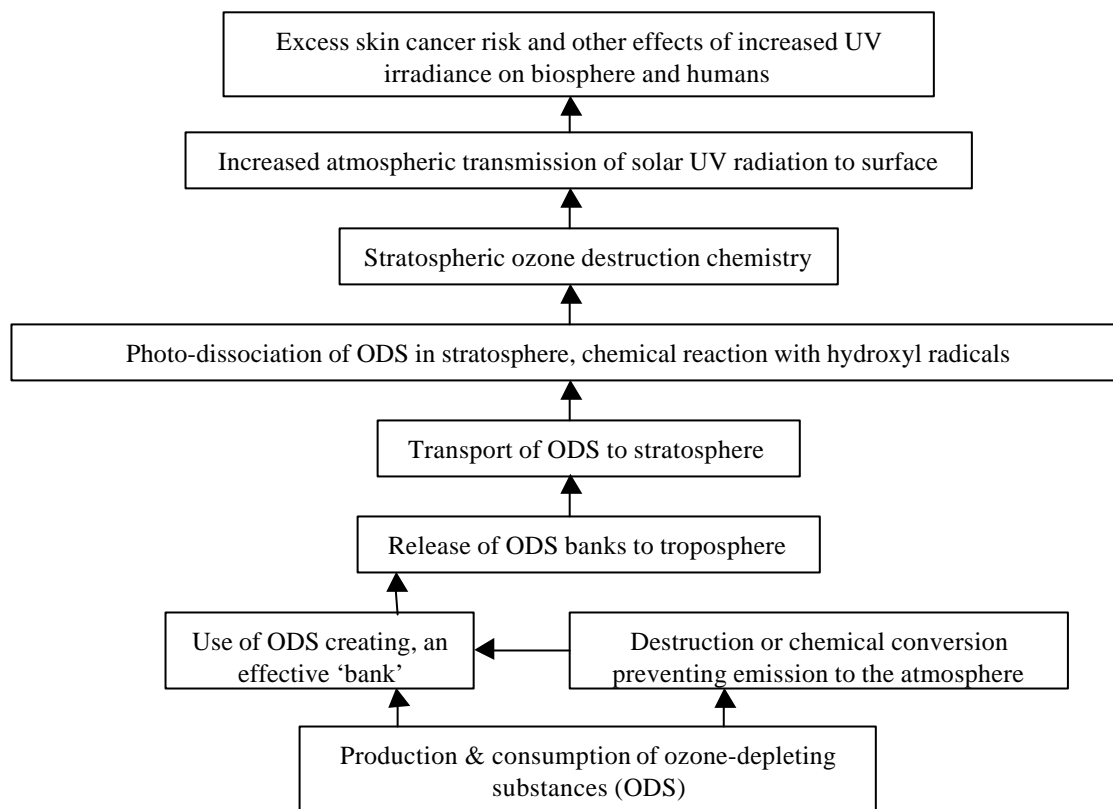 Excess skin cancer risk and other effects of increased UV
irradiance on biosphere and humans
Increased atmospheric transmission of solar UV radiation to surface
Stratospheric ozone destruction chemistry
Photo-dissociation of ODS in stratosphere, chemical reaction with hydroxyl radicals
Transport of ODS to stratosphere
Release of ODS banks to troposphere
Use of ODS creating, an
effective ‘bank’
Destruction or chemical conversion
preventing emission to the atmosphere
Production & consumption of ozone-depleting
substances (ODS)